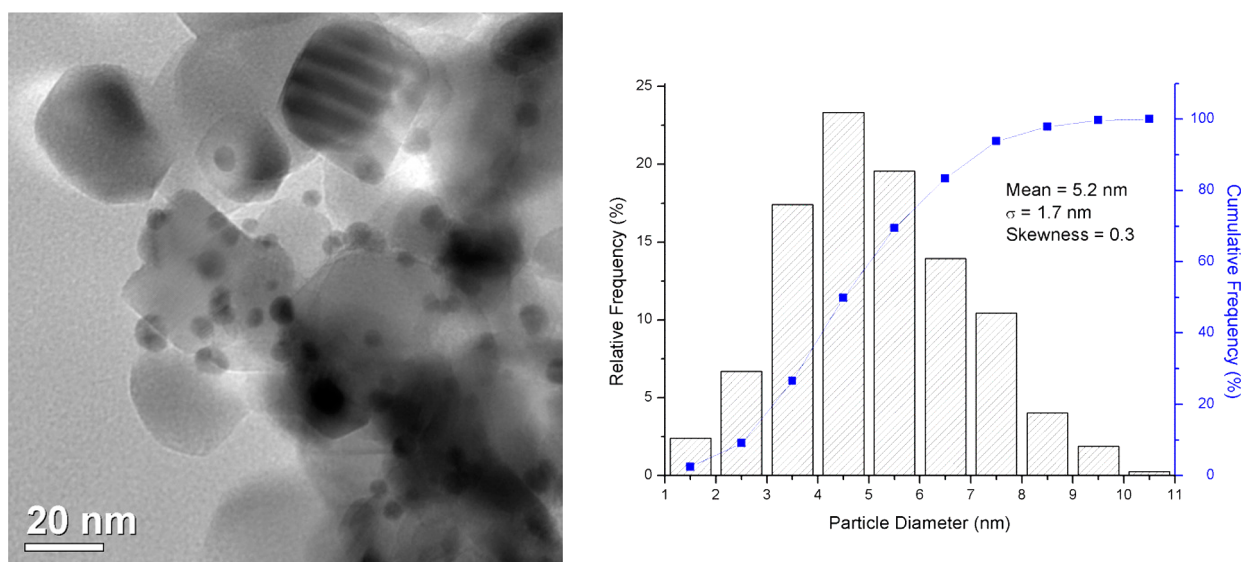 20 nm
Relative Frequency (%)
25
20
15
10
5
0
1 2 3 4 5 6 7 8 9 10 11
Particle Diameter (nm)
Mean = 5.2 nm
σ = 1.7 nm
Skewness = 0.3
100
80
60
40
20
0
Cumulative Frequency (%)